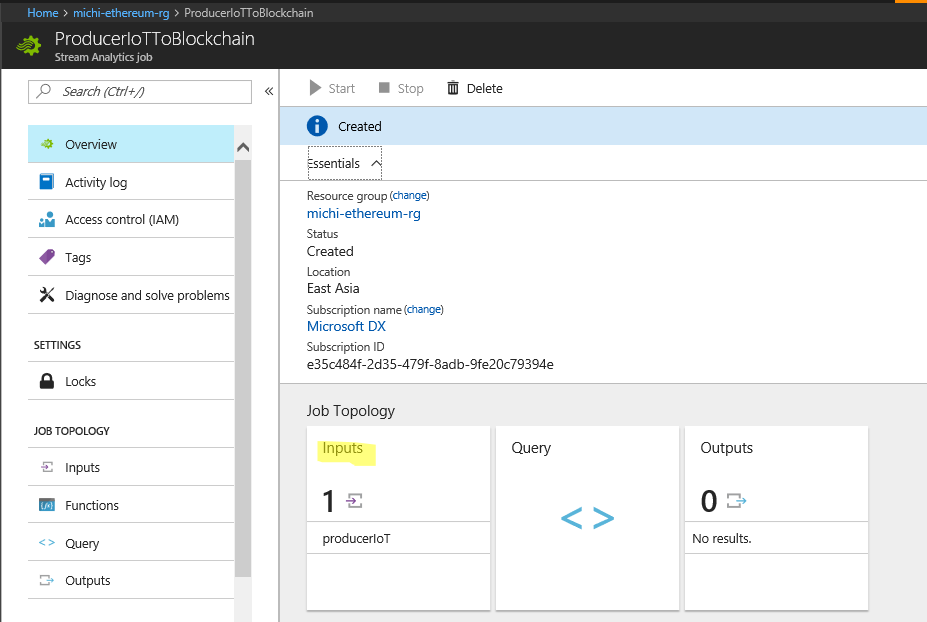 Home > michi-ethereum-rg > ProducerIoTToBlockchain
ProducerIoTToBlockchain
Stream Analytics job
Search (Ctrl+/)
«
Overview
Activity log
Access control (IAM)
Tags
Diagnose and solve problems
SETTINGS
Locks
JOB TOPOLOGY
Inputs
Functions
Query
Outputs
Start Stop Delete
Created
Essentials
Resource group (change)
michi-ethereum-rg
Status
Created
Location
East Asia
Subscription name (change)
Microsoft DX
Subscription ID
e35c484f-2d35-479f-8adb-9fe20c79394e
Job Topology
Inputs
1
producerIoT
Query
< >
Outputs
0
No results.